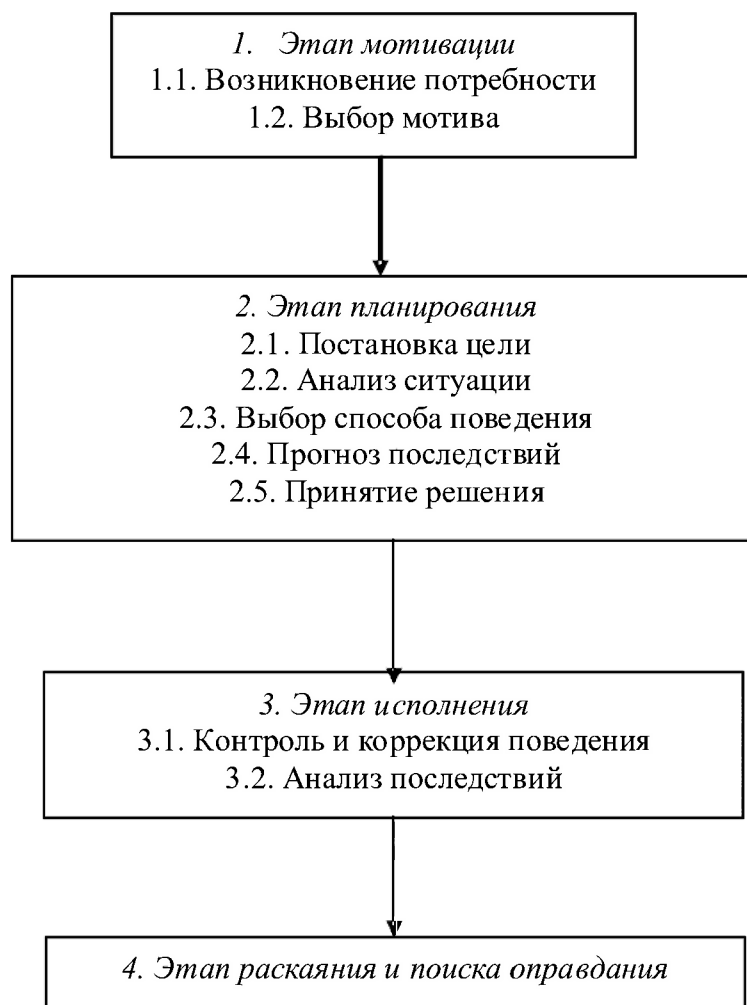 1. Этап мотивации
1.1. Возникновение потребности
1.2. Выбор мотива
2. Этап планирования
2.1. Постановка цели
2.2. Анализ ситуации
2.3. Выбор способа поведения
2.4. Прогноз последствий
2.5. Принятие решения
3. Этап исполнения
3.1. Контроль и коррекция поведения
3.2. Анализ последствий
4. Этап раскаяния и поиска оправдания